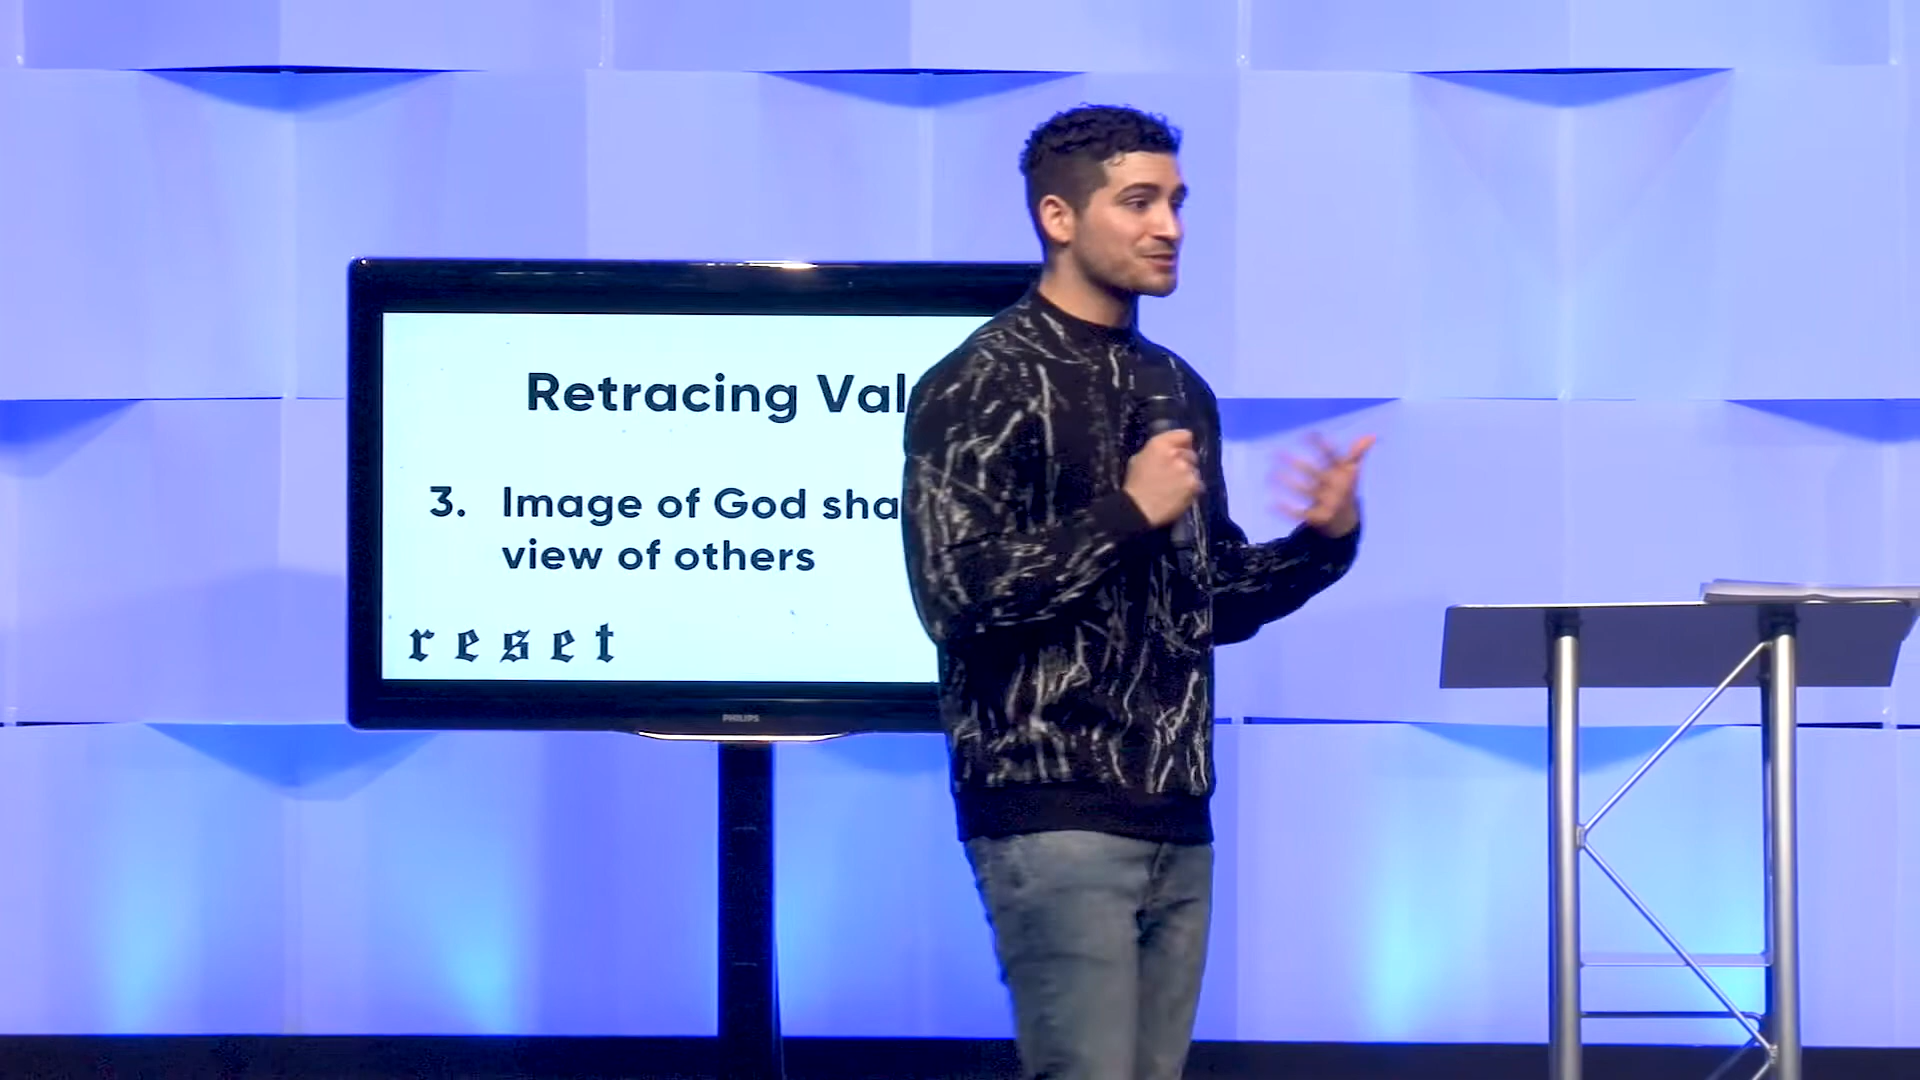 Retracing Val
3. Image of God sha
view of others
reset
PHILIPS